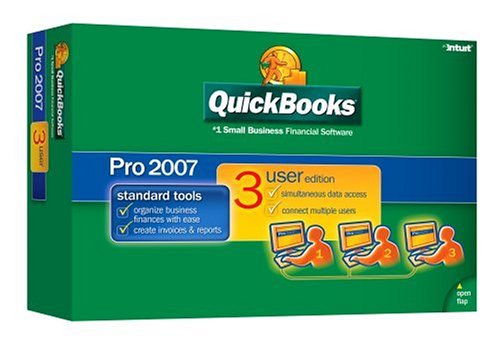 Pro 2007
3 user
QuickBooks
Intuit
QuickBooks
#1 Small Business Financial Software
Pro 2007
standard tools
organize business
finances with ease
create invoices & reports
3 user edition
simultaneous data access
connect multiple users
1
2
3
open
flap